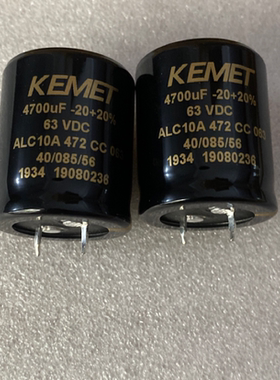 KEMET
4700uF -20+20%
63 VDC
ALC10A 472 CC 063
40/085/56
1934 19080236
KEMET
4700uF -20+20%
63 VDC
ALC10A 472 CC
40/085/56
1934 19080236